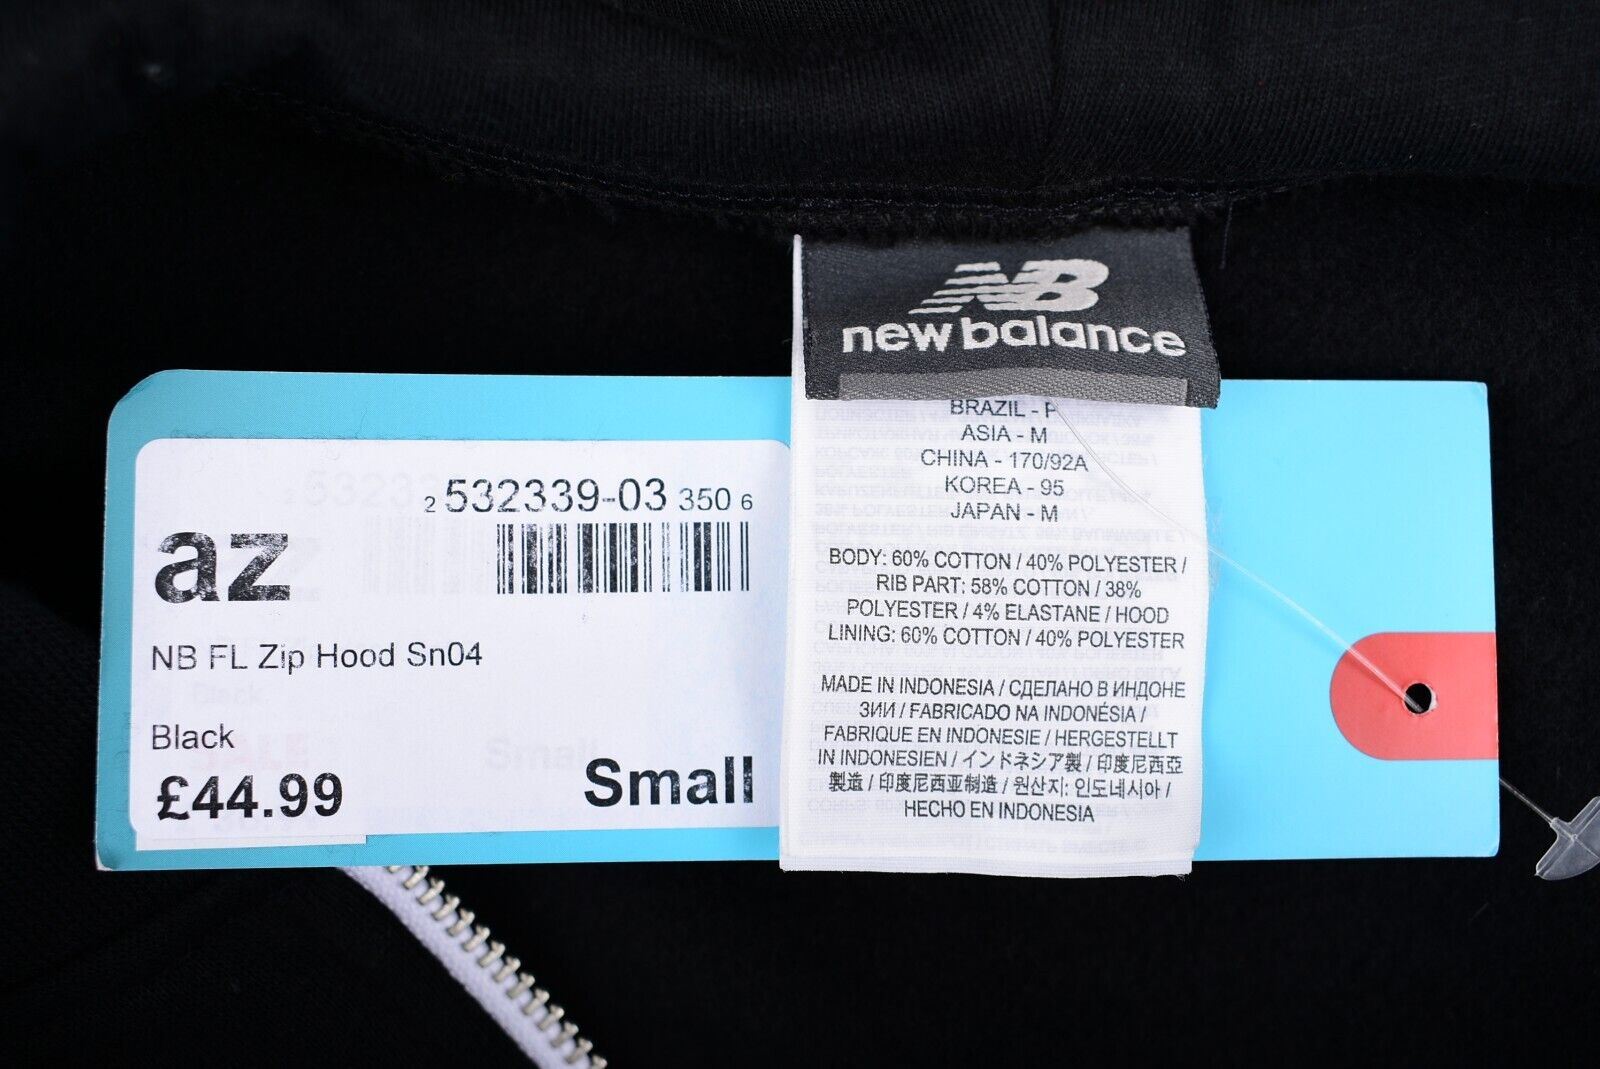 2 532339-03 350 6
az
NB FL Zip Hood Sn04
Black
£44.99
Small
NB
new balance
BRAZIL - P
ASIA - M
CHINA - 170/92A
KOREA - 95
JAPAN - M
BODY: 60% COTTON / 40% POLYESTER /
RIB PART: 58% COTTON / 38%
POLYESTER / 4% ELASTANE / HOOD
LINING: 60% COTTON / 40% POLYESTER
MADE IN INDONESIA / СДЕЛАНО В ИНДОНЕ
ЗИИ / FABRICADO NA INDONÉSIA /
FABRIQUE EN INDONESIE / HERGESTELLT
IN INDONESIEN / インドネシア製 / 印度尼西亞
製造 / 印度尼西亚制造 / 원산지: 인도네시아 /
HECHO EN INDONESIA